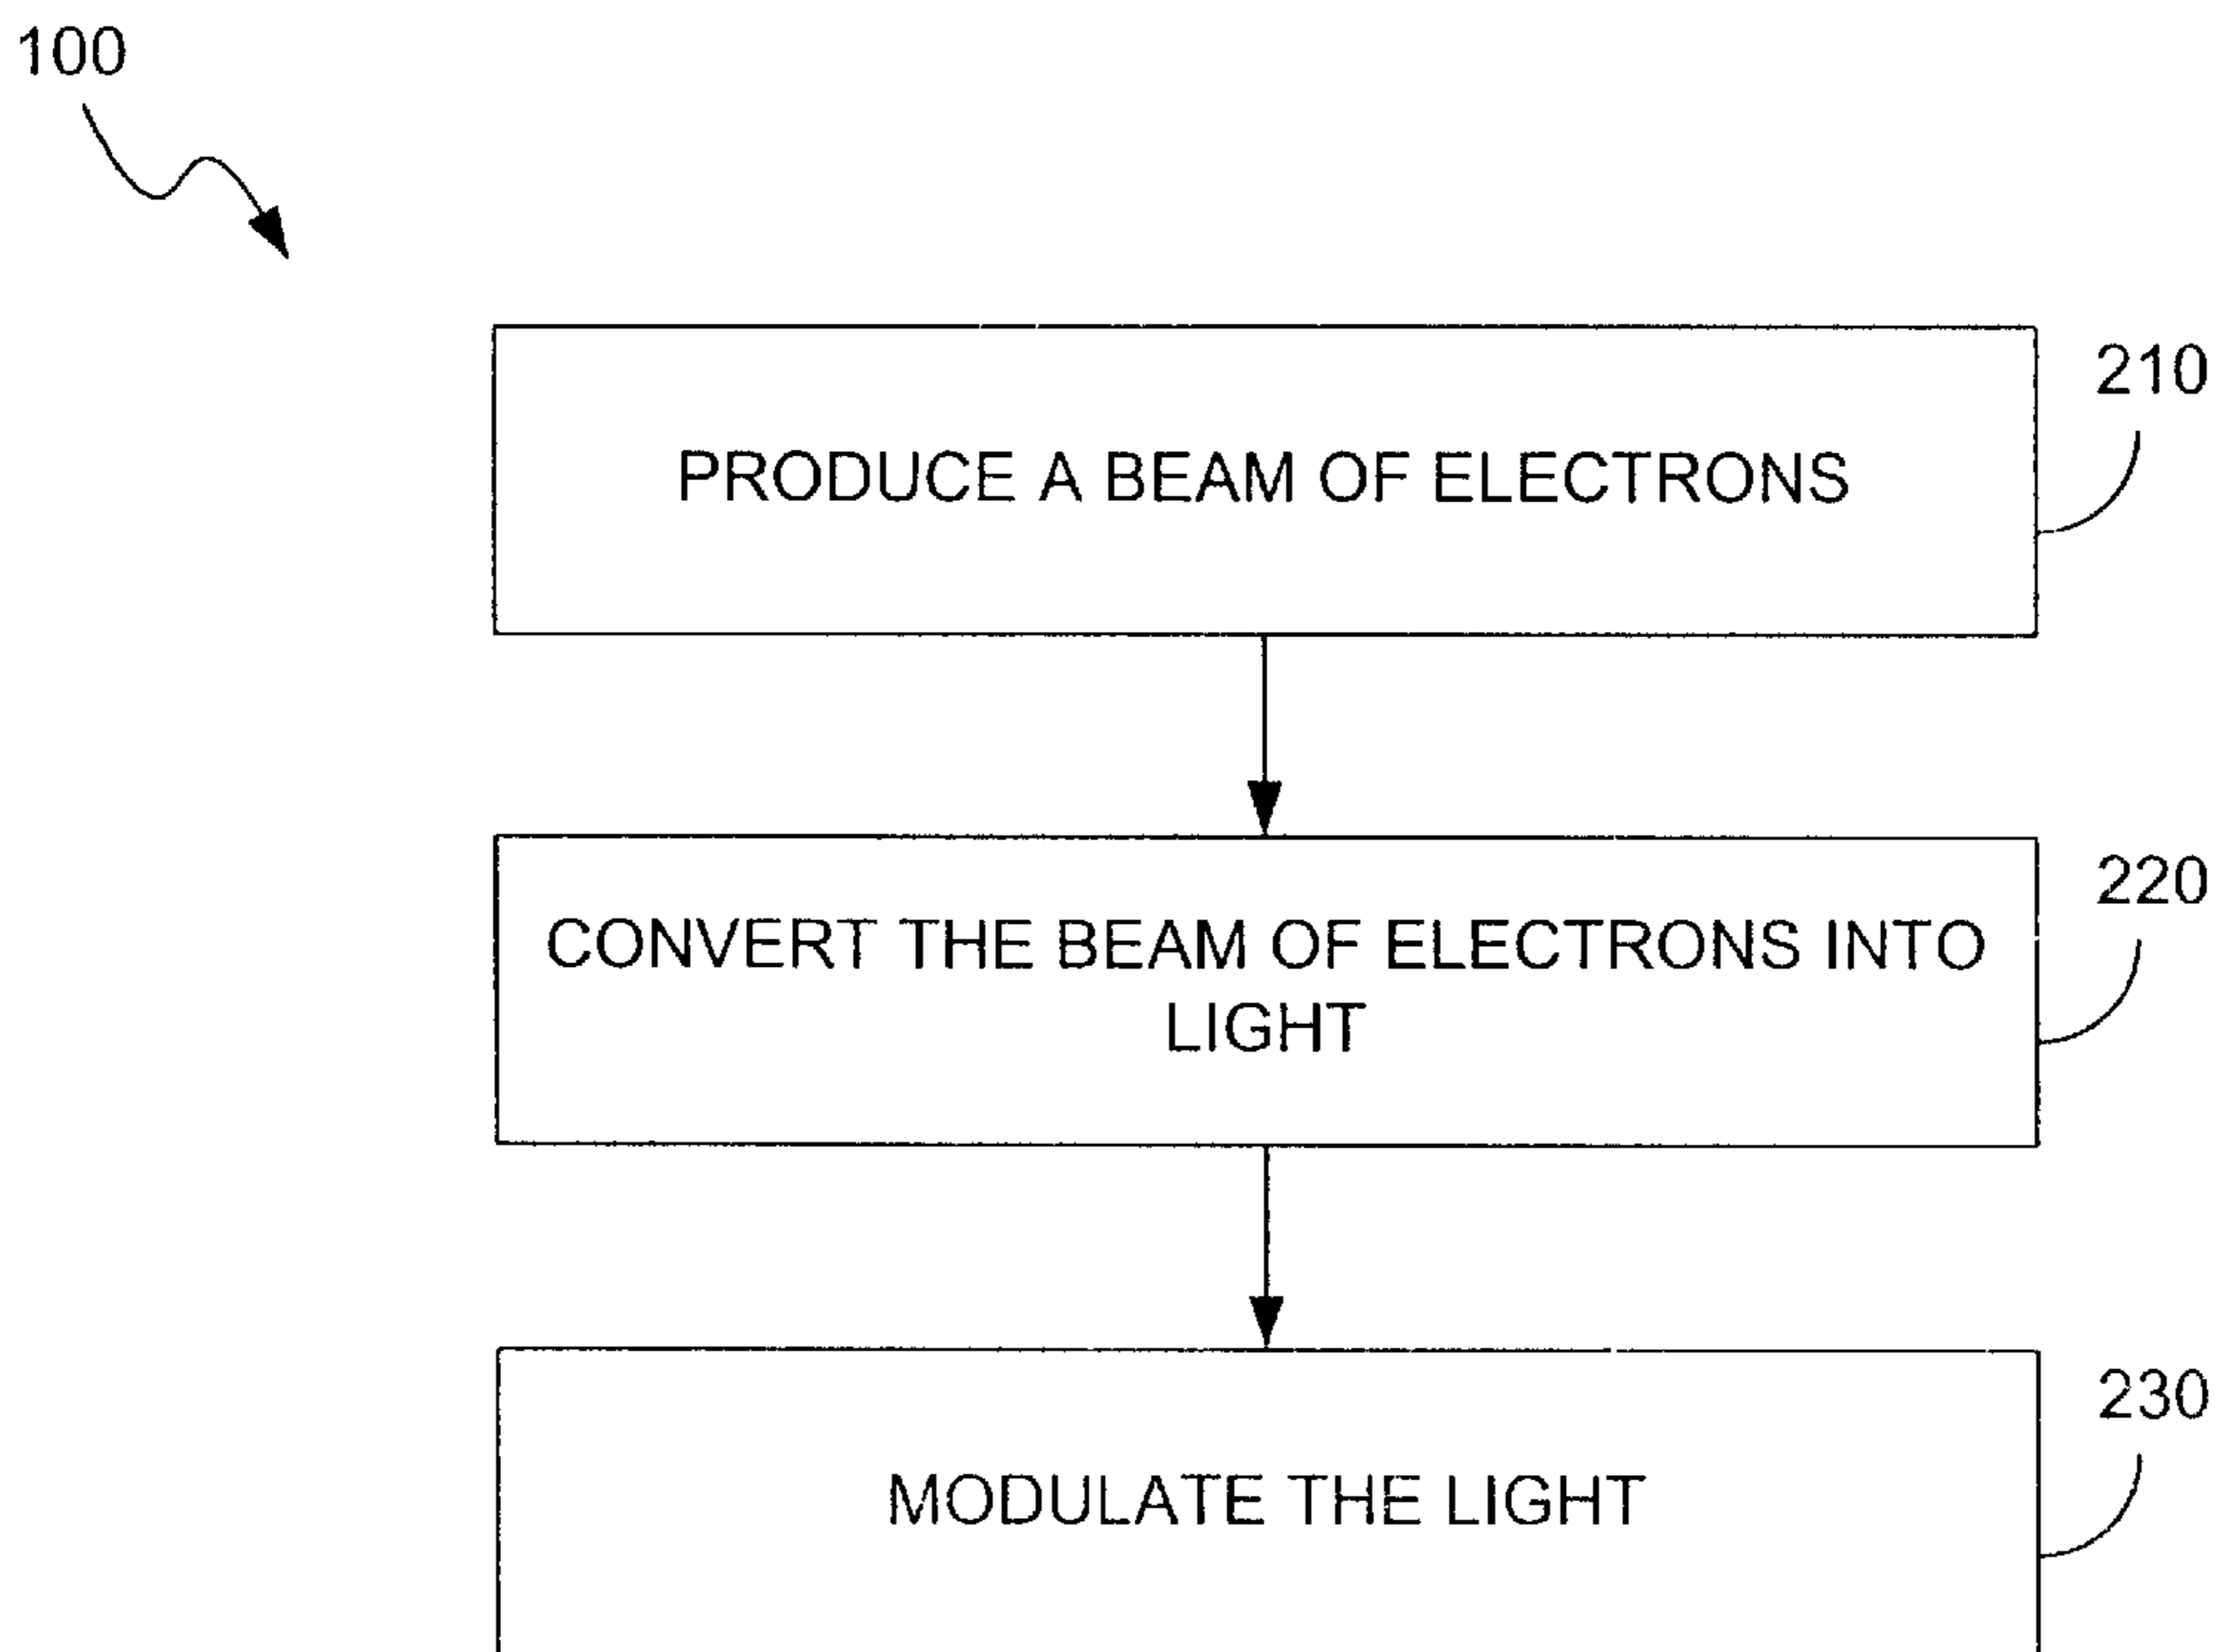 100
210
PRODUCE A BEAM OF ELECTRONS
220
CONVERT THE BEAM OF ELECTRONS INTO
LIGHT
230
MODULATE THE LIGHT